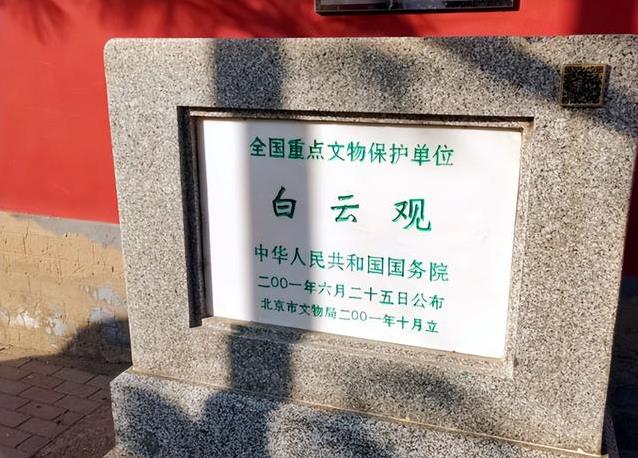 全国重点文物保护单位
白云观
中华人民共和国国务院
二〇〇一年六月二十五日公布
北京市文物局二〇〇一年十月立